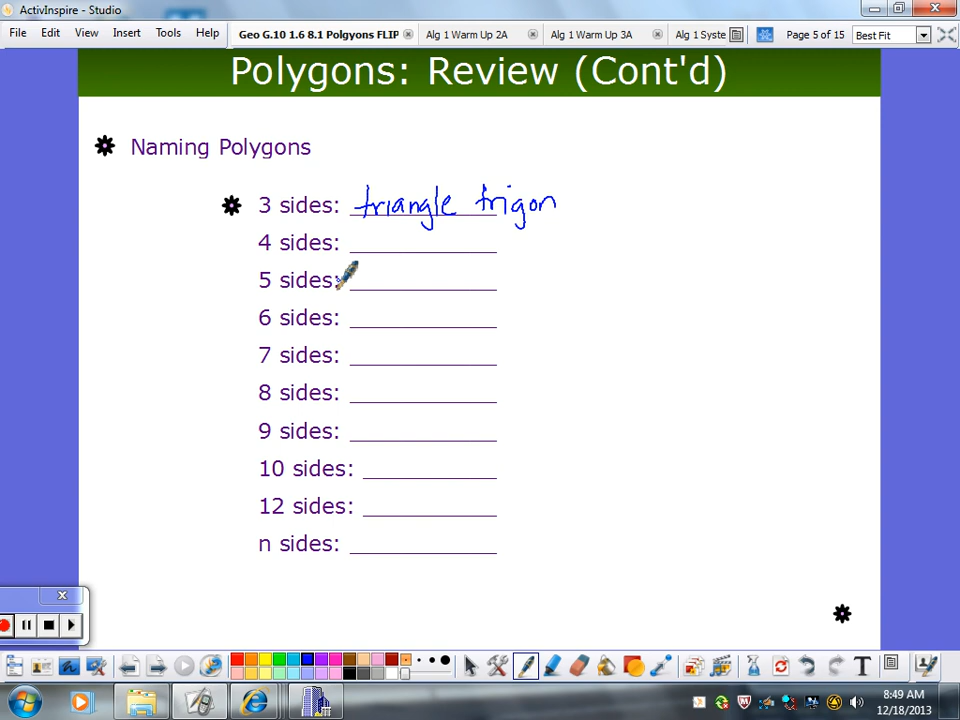 ActivInspire - Studio
File Edit View Insert Tools Help Geo G.10 1.6 8.1 Polgyons FLIP Alg 1 Warm Up 2A Alg 1 Warm Up 3A Alg 1 Syste Page 5 of 15 Best Fit
Polygons: Review (Cont'd)
Naming Polygons
3 sides: triangle trigon
4 sides:
5 sides:
6 sides:
7 sides:
8 sides:
9 sides:
10 sides:
12 sides:
n sides:
8:49 AM
12/18/2013